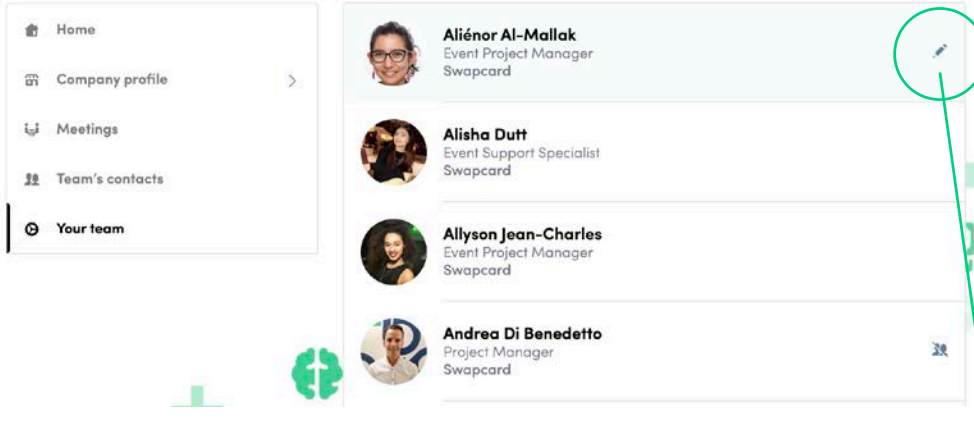 Home
Company profile
Meetings
Team's contacts
Your team
Aliénor Al-Mallak
Event Project Manager
Swapcard
Alisha Dutt
Event Support Specialist
Swapcard
Allyson Jean-Charles
Event Project Manager
Swapcard
Andrea Di Benedetto
Project Manager
Swapcard